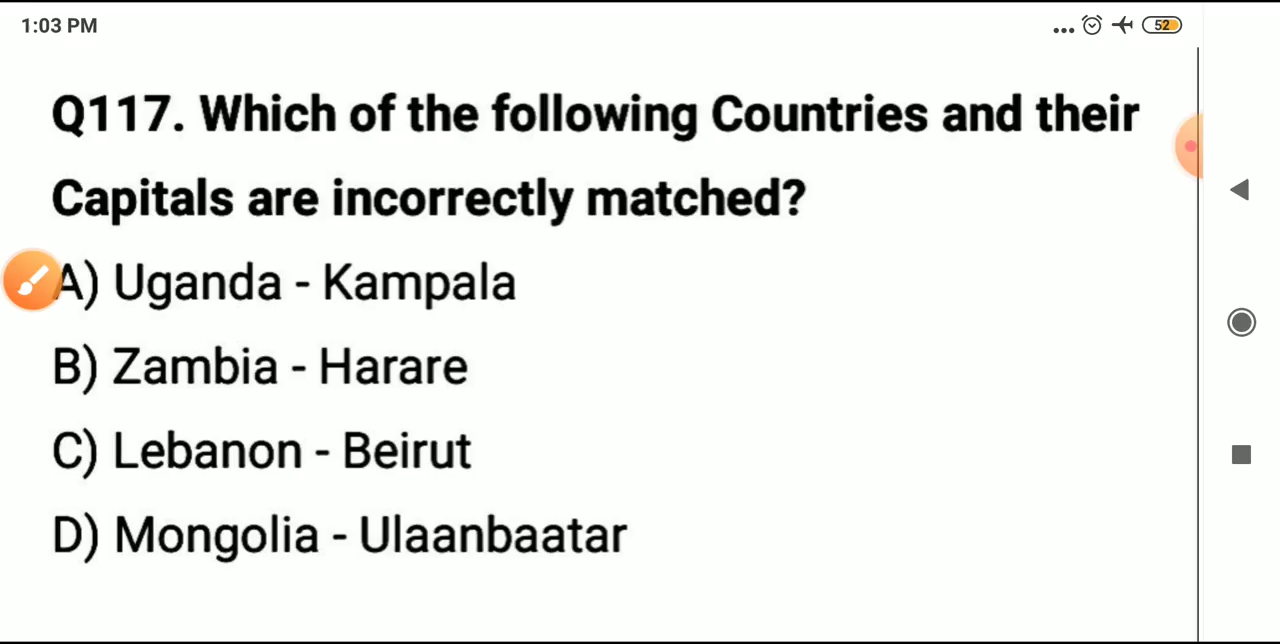 1:03 PM
... 52
Q117. Which of the following Countries and their
Capitals are incorrectly matched?
A) Uganda - Kampala
B) Zambia - Harare
C) Lebanon - Beirut
D) Mongolia - Ulaanbaatar